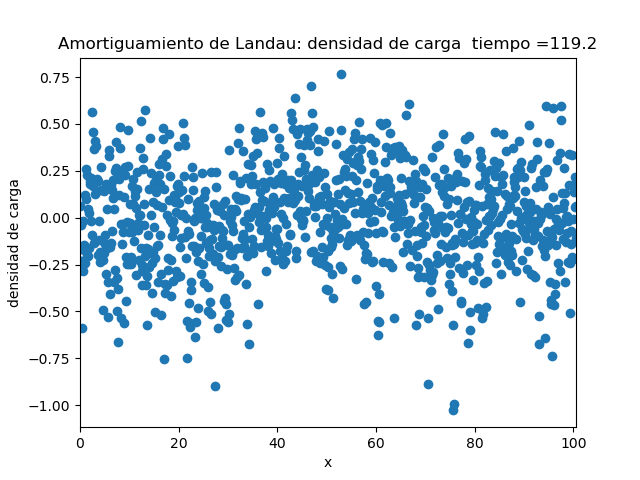 Amortiguamiento de Landau: densidad de carga  tiempo =119.2
densidad de carga
0.75
0.50
0.25
0.00
−0.25
−0.50
−0.75
−1.00
0 20 40 60 80 100
x